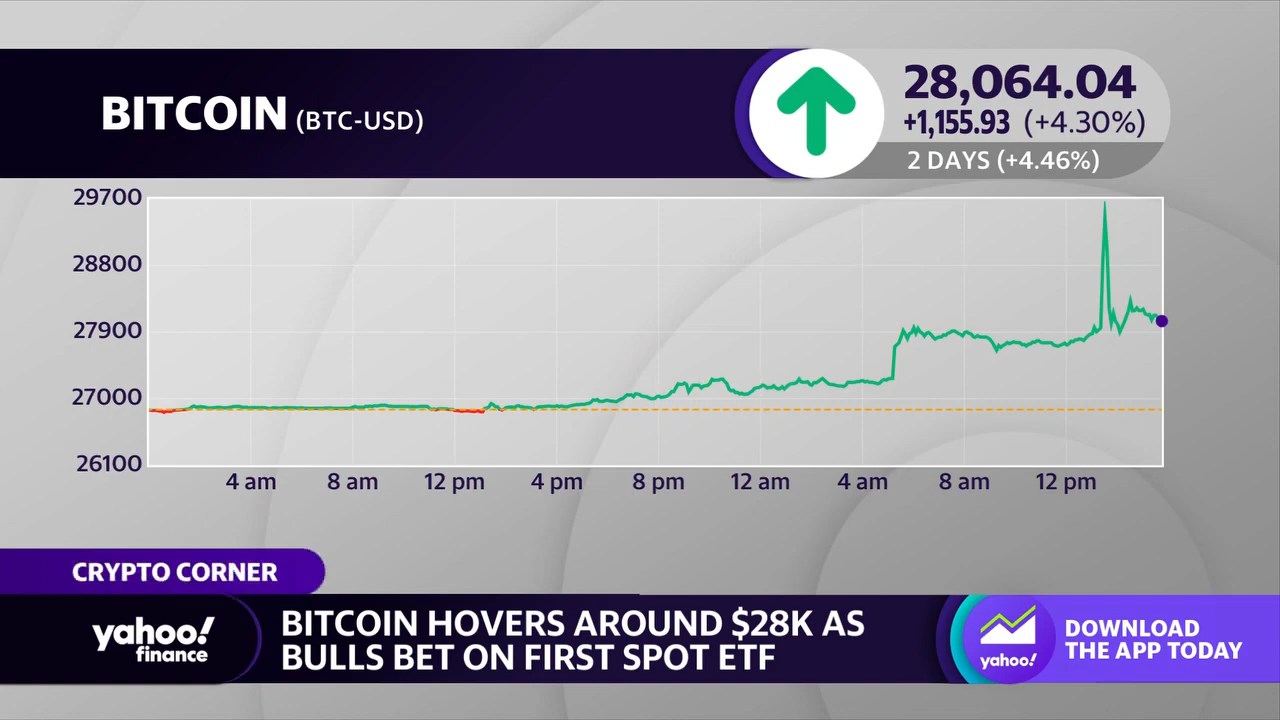 BITCOIN (BTC-USD)
28,064.04
+1,155.93 (+4.30%)
2 DAYS (+4.46%)
29700
28800
27900
27000
26100
4 am 8 am 12 pm 4 pm 8 pm 12 am 4 am 8 am 12 pm
CRYPTO CORNER
yahoo!
finance
BITCOIN HOVERS AROUND $28K AS
BULLS BET ON FIRST SPOT ETF
yahoo!
DOWNLOAD
THE APP TODAY